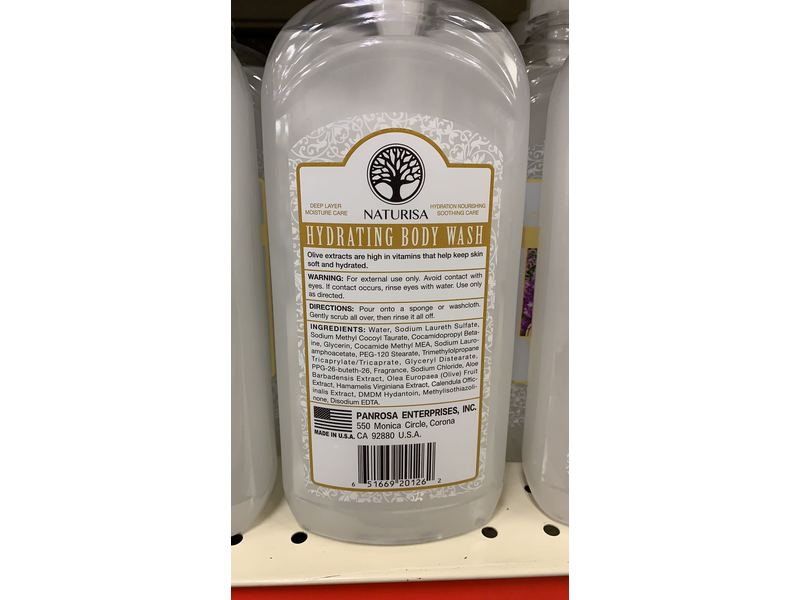 DEEP LAYER
MOISTURE CARE
HYDRATION NOURISHING
SOOTHING CARE
NATURISA
HYDRATING BODY WASH
Olive extracts are high in vitamins that help keep skin
soft and hydrated.
WARNING: For external use only. Avoid contact with
eyes. If contact occurs, rinse eyes with water. Use only
as directed.
DIRECTIONS: Pour onto a sponge or washcloth.
Gently scrub all over, then rinse it all off.
INGREDIENTS: Water, Sodium Laureth Sulfate,
Sodium Methyl Cocoyl Taurate, Cocamidopropyl Beta-
ine, Glycerin, Cocamide Methyl MEA, Sodium Lauro-
amphoacetate, PEG-120 Stearate, Trimethylolpropane
Tricaprylate/Tricaprate, Glyceryl Distearate,
PPG-26-buteth-26, Fragrance, Sodium Chloride, Aloe
Barbadensis Extract, Olea Europaea (Olive) Fruit
Extract, Hamamelis Virginiana Extract, Calendula Offic-
inalis Extract, DMDM Hydantoin, Methylisothiazoli-
none, Disodium EDTA.
PANROSA ENTERPRISES, INC.
550 Monica Circle, Corona
MADE IN U.S.A. CA 92880 U.S.A.
6 51669 20126 2